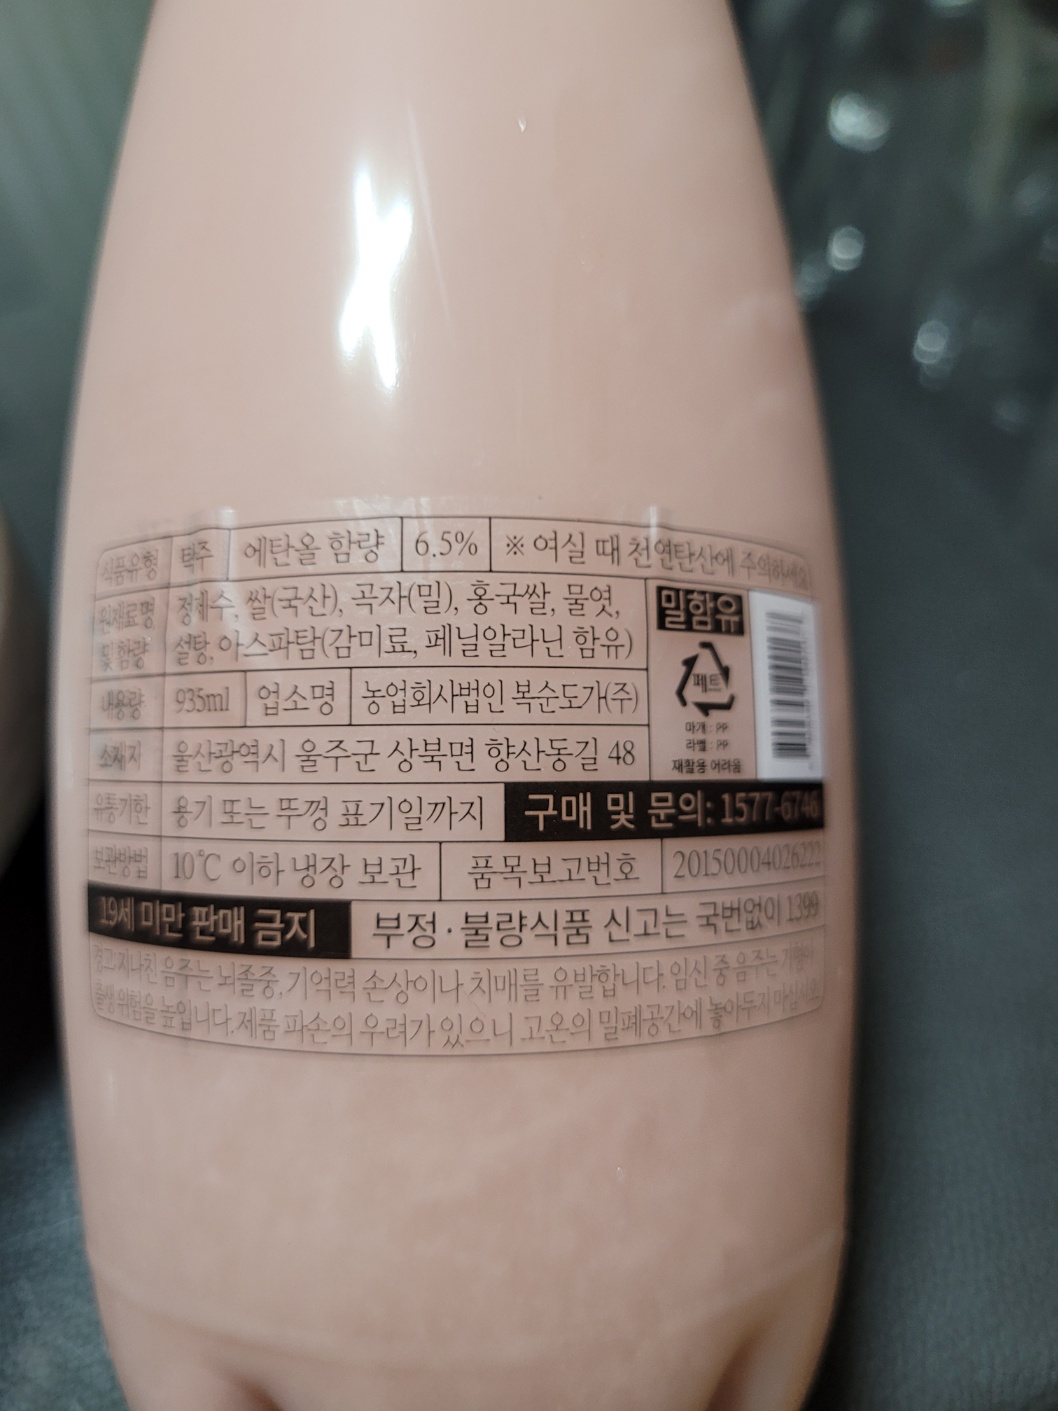 식품유형 탁주 에탄올 함량 6.5% ※ 여실 때 천연탄산에 주의하세요
원재료명 및 함량 정제수, 쌀(국산), 곡자(밀), 홍국쌀, 물엿,
설탕, 아스파탐(감미료, 페닐알라닌 함유)
밀함유
페트
마개 : PP
라벨 : PP
재활용 어려움
내용량 935ml 업소명 농업회사법인 복순도가(주)
소재지 울산광역시 울주군 상북면 향산동길 48
유통기한 용기 또는 뚜껑 표기일까지 구매 및 문의: 1577-6746
보관방법 10℃ 이하 냉장 보관 품목보고번호 20150004026222
19세 미만 판매 금지 부정·불량식품 신고는 국번없이 1399
경고: 지나친 음주는 뇌졸중, 기억력 손상이나 치매를 유발합니다. 임신 중 음주는 기형아
출생 위험을 높입니다. 제품 파손의 우려가 있으니 고온의 밀폐공간에 놓아두지 마십시오